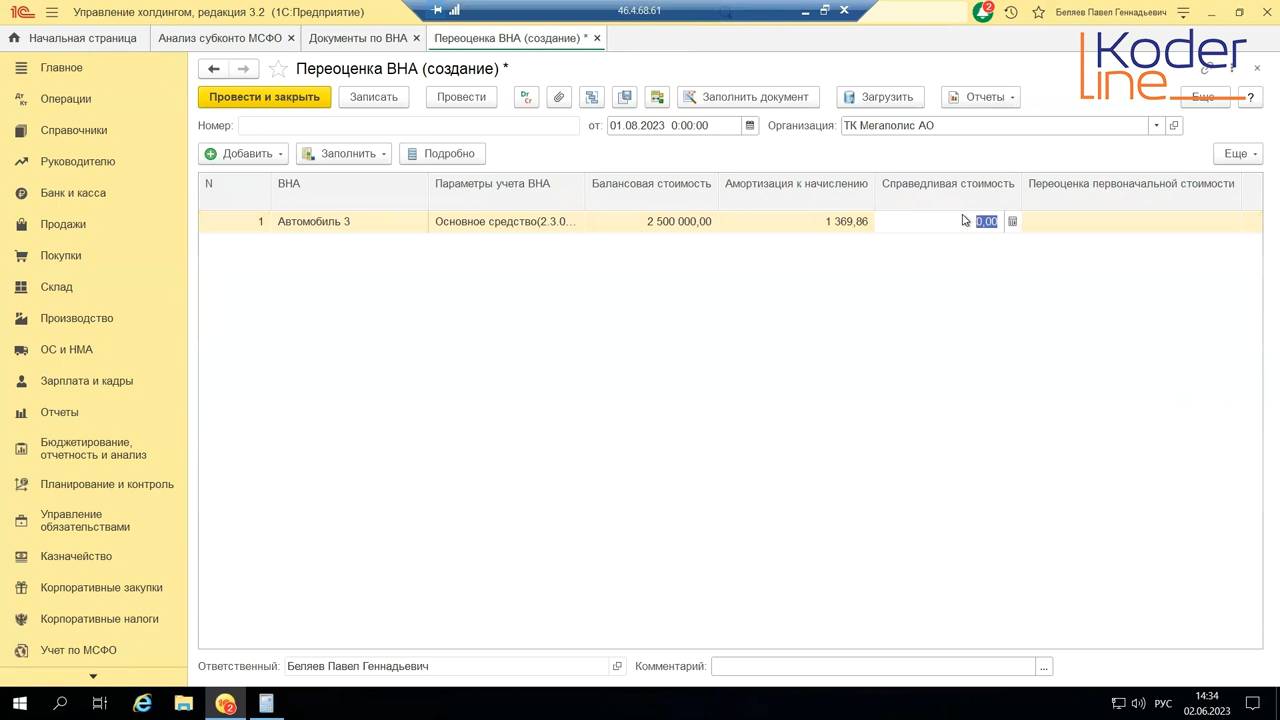 Управление холдингом, редакция 3.2 (1С:Предприятие)
46.4.68.61
2
Беляев Павел Геннадьевич
Начальная страница
Анализ субконто МСФО
Документы по ВНА
Переоценка ВНА (создание) *
Koder
line
Главное
Операции
Справочники
Руководителю
Банк и касса
Продажи
Покупки
Склад
Производство
ОС и НМА
Зарплата и кадры
Отчеты
Бюджетирование,
отчетность и анализ
Планирование и контроль
Управление
обязательствами
Казначейство
Корпоративные закупки
Корпоративные налоги
Учет по МСФО
Переоценка ВНА (создание) *
Провести и закрыть
Записать
Провести
Заполнить документ
Загрузить
Отчеты
Еще
?
Номер:
от: 01.08.2023 0:00:00
Организация: ТК Мегаполис АО
Добавить
Заполнить
Подробно
Еще
N ВНА Параметры учета ВНА Балансовая стоимость Амортизация к начислению Справедливая стоимость Переоценка первоначальной стоимости
1 Автомобиль 3 Основное средство(2.3.0... 2 500 000,00 1 369,86 0,00
Ответственный: Беляев Павел Геннадьевич
Комментарий:
...
2
РУС
14:34
02.06.2023